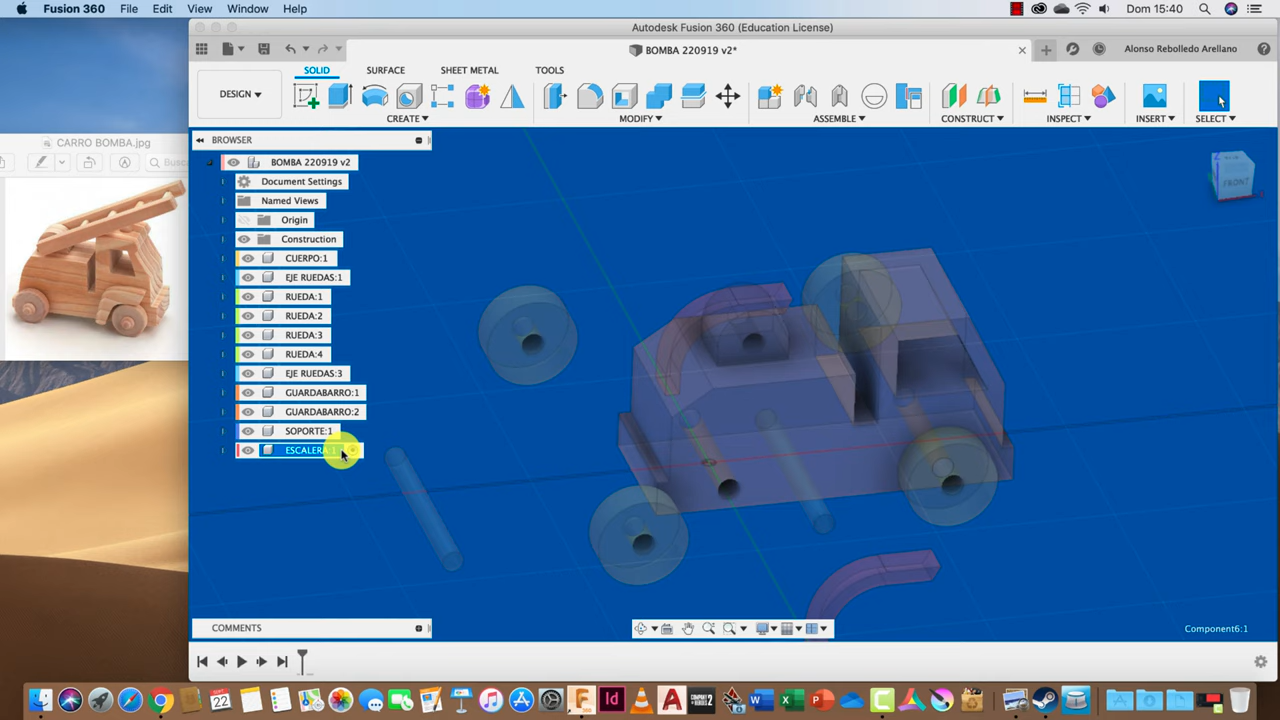 Fusion 360 File Edit View Window Help Dom 15:40
Autodesk Fusion 360 (Education License)
BOMBA 220919 v2* Alonso Rebolledo Arellano
SOLID SURFACE SHEET METAL TOOLS
DESIGN
CREATE MODIFY ASSEMBLE CONSTRUCT INSPECT INSERT SELECT
CARRO BOMBA.jpg
BROWSER
BOMBA 220919 v2
Document Settings
Named Views
Origin
Construction
CUERPO:1
EJE RUEDAS:1
RUEDA:1
RUEDA:2
RUEDA:3
RUEDA:4
EJE RUEDAS:3
GUARDABARRO:1
GUARDABARRO:2
SOPORTE:1
ESCALERA:1
FRONT
COMMENTS
Component6:1